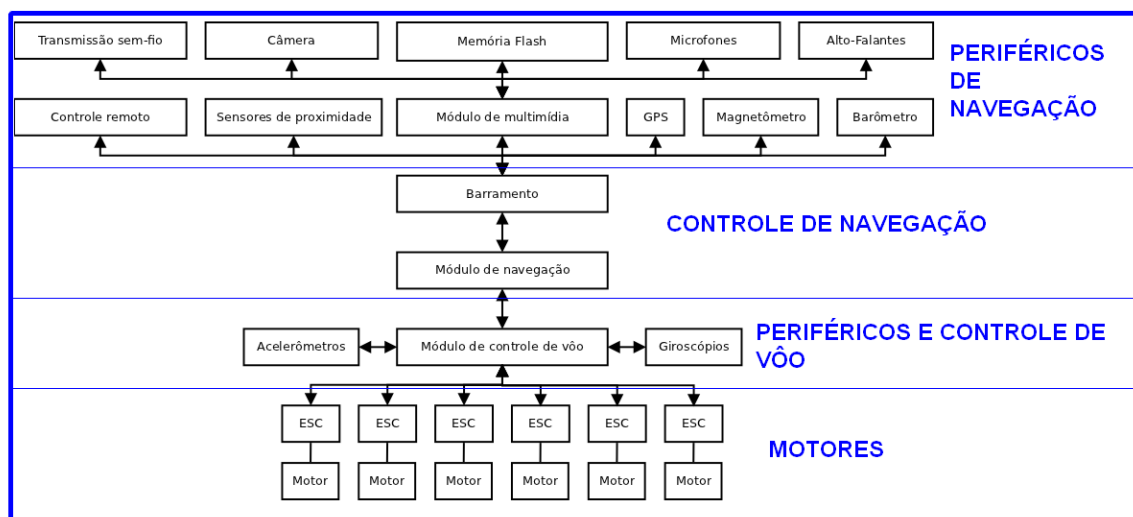 Transmissão sem-fio
Câmera
Memória Flash
Microfones
Alto-Falantes
PERIFÉRICOS
DE
NAVEGAÇÃO
Controle remoto
Sensores de proximidade
Módulo de multimídia
GPS
Magnetômetro
Barômetro
Barramento
CONTROLE DE NAVEGAÇÃO
Módulo de navegação
PERIFÉRICOS E CONTROLE DE
VÔO
Acelerômetros
Módulo de controle de vôo
Giroscópios
ESC
ESC
ESC
ESC
ESC
ESC
MOTORES
Motor
Motor
Motor
Motor
Motor
Motor